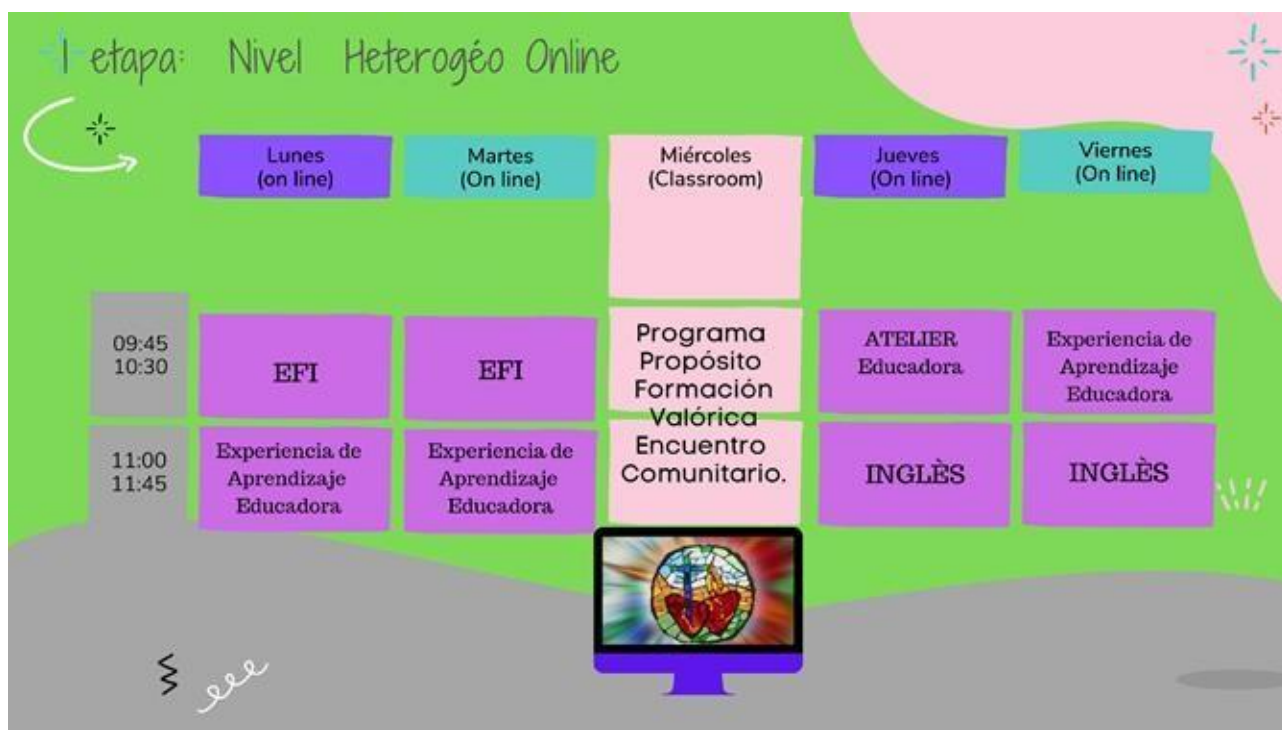 I etapa: Nivel Heterogéo Online
Lunes
(on line)
Martes
(On line)
Miércoles
(Classroom)
Jueves
(On line)
Viernes
(On line)
09:45
10:30
EFI
EFI
Programa
Propósito
Formación
Valórica
Encuentro
Comunitario.
ATELIER
Educadora
Experiencia de
Aprendizaje
Educadora
11:00
11:45
Experiencia de
Aprendizaje
Educadora
Experiencia de
Aprendizaje
Educadora
INGLÈS
INGLÈS